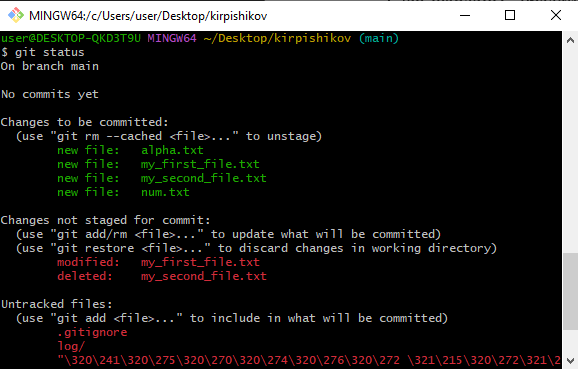 MINGW64:/c/Users/user/Desktop/kirpishikov
user@DESKTOP-QKD3T9U MINGW64 ~/Desktop/kirpishikov (main)
$ git status
On branch main
No commits yet
Changes to be committed:
(use "git rm --cached <file>..." to unstage)
new file: alpha.txt
new file: my_first_file.txt
new file: my_second_file.txt
new file: num.txt
Changes not staged for commit:
(use "git add/rm <file>..." to update what will be committed)
(use "git restore <file>..." to discard changes in working directory)
modified: my_first_file.txt
deleted: my_second_file.txt
Untracked files:
(use "git add <file>..." to include in what will be committed)
.gitignore
log/
"\320\241\320\275\320\270\320\274\320\276\320\272 \321\215\320\272\321\2